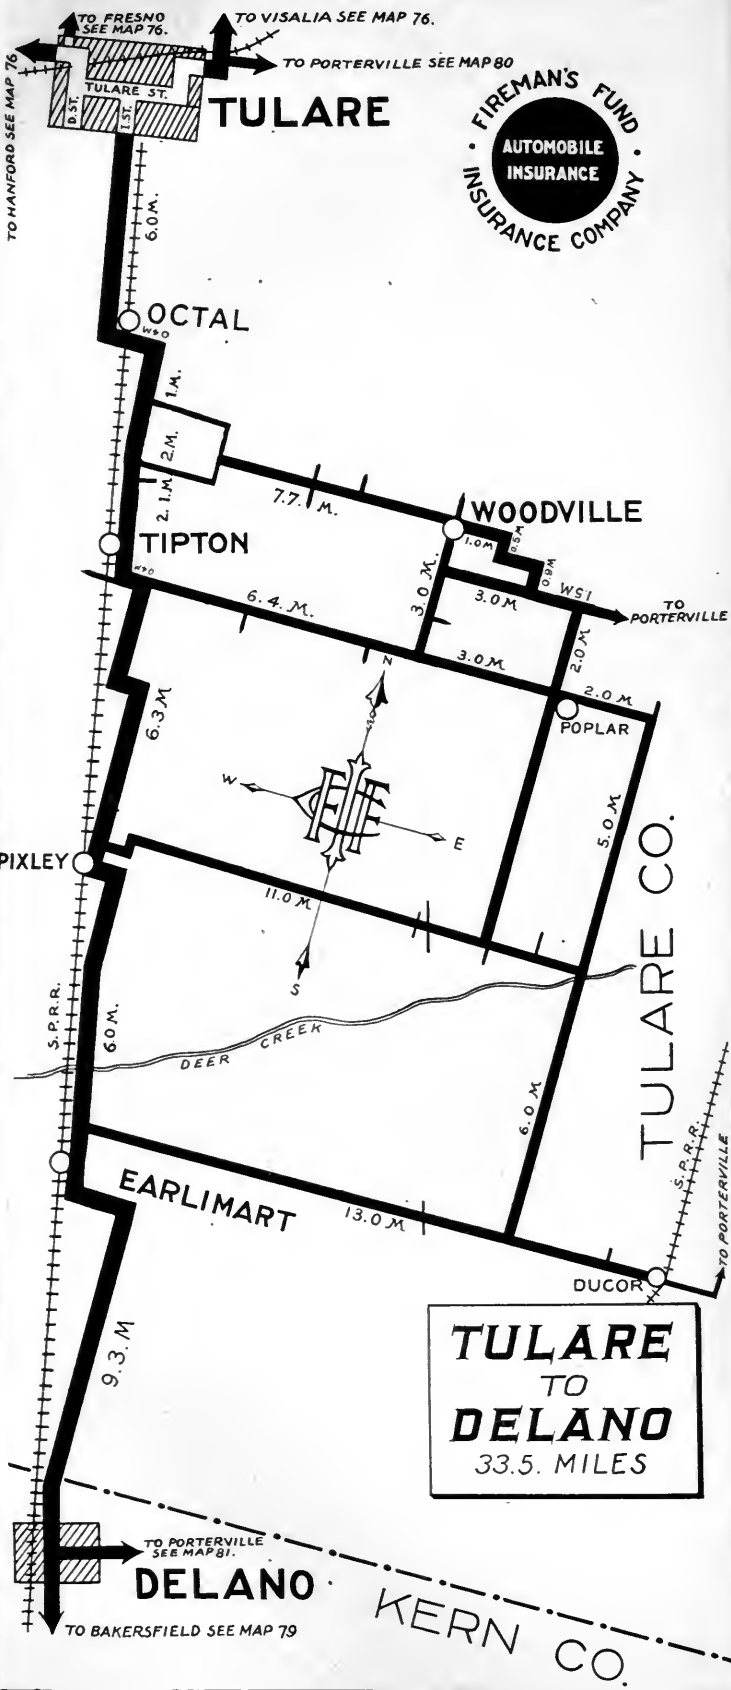 TO FRESNO
SEE MAP 76.
TO VISALIA SEE MAP 76.
TO PORTERVILLE SEE MAP 80
TO HANFORD SEE MAP 76
TULARE ST.
D. ST.
I. ST.
TULARE
FIREMAN'S FUND
AUTOMOBILE
INSURANCE
INSURANCE COMPANY
6.0 M.
OCTAL
W&O
1. M.
2. M.
2. 1. M
7.7. M.
WOODVILLE
1.0 M
0.5 M
0.9 M
1.5 M
TIPTON
W&O
6. 4. M.
3. 0 M.
3.0 M
TO
PORTERVILLE
3.0 M
2.0 M
2.0 M
POPLAR
N
6.3 M
W
E
S
5.0 M
TULARE CO.
PIXLEY
11.0 M
S.P.R.R.
6.0 M.
DEER CREEK
6.0 M
S.P.R.R.
TO PORTERVILLE
EARLIMART
13.0 M
DUCOR
9.3. M
TULARE
TO
DELANO
33.5. MILES
TO PORTERVILLE
SEE MAP 81.
DELANO
KERN CO.
TO BAKERSFIELD SEE MAP 79